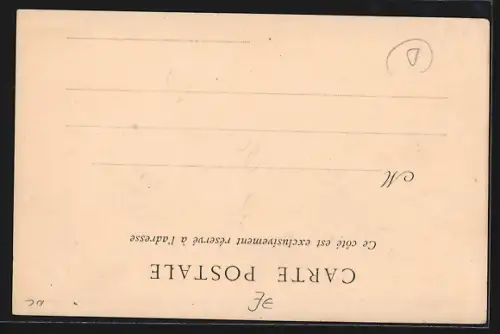 CARTE POSTALE
Ce côté est exclusivement réservé à l'adresse
M
D